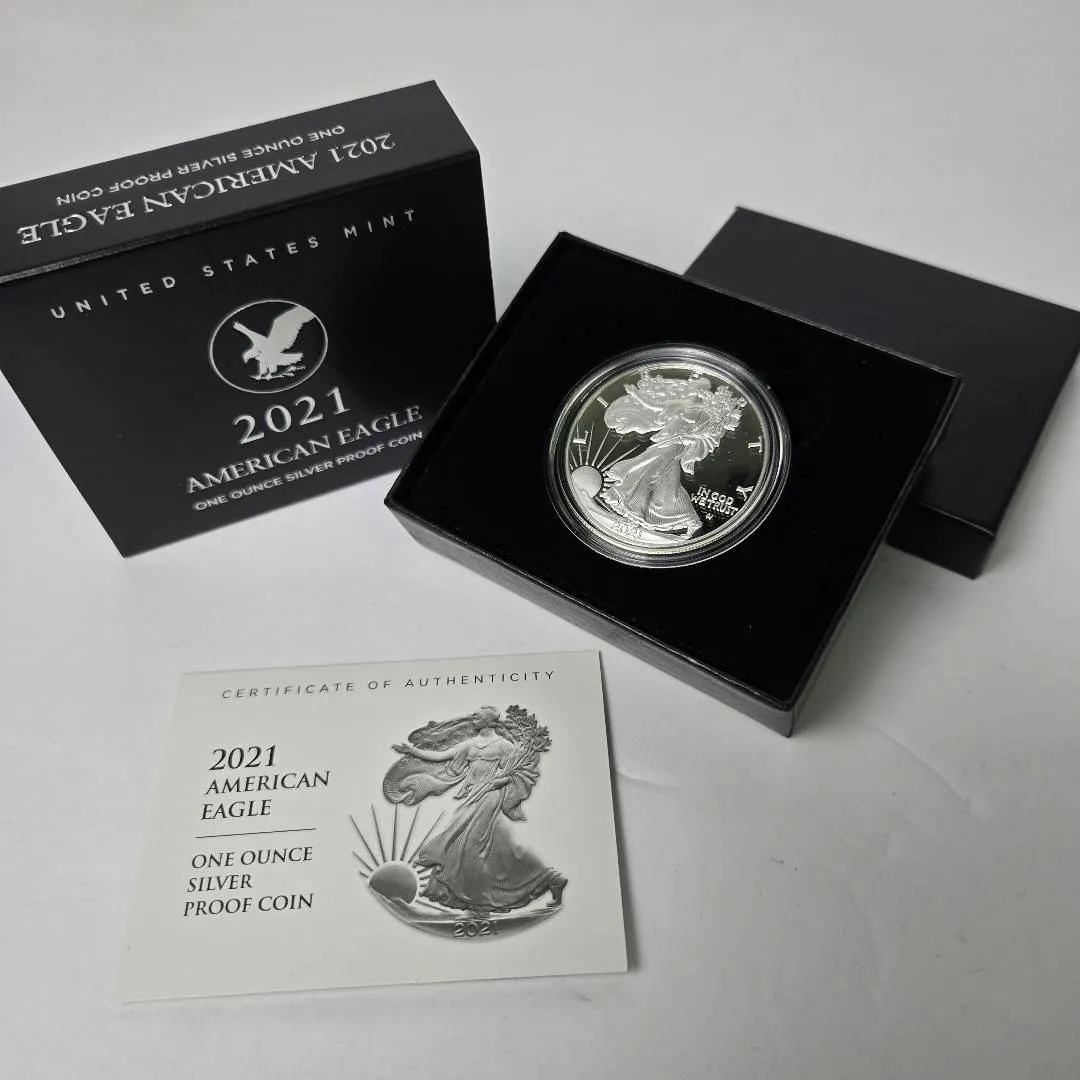 2021 AMERICAN EAGLE
ONE OUNCE SILVER PROOF COIN
UNITED STATES MINT
2021
AMERICAN EAGLE
ONE OUNCE SILVER PROOF COIN
LIBERTY
IN GOD
WE TRUST
2021
CERTIFICATE OF AUTHENTICITY
2021
AMERICAN
EAGLE
ONE OUNCE
SILVER
PROOF COIN
2021